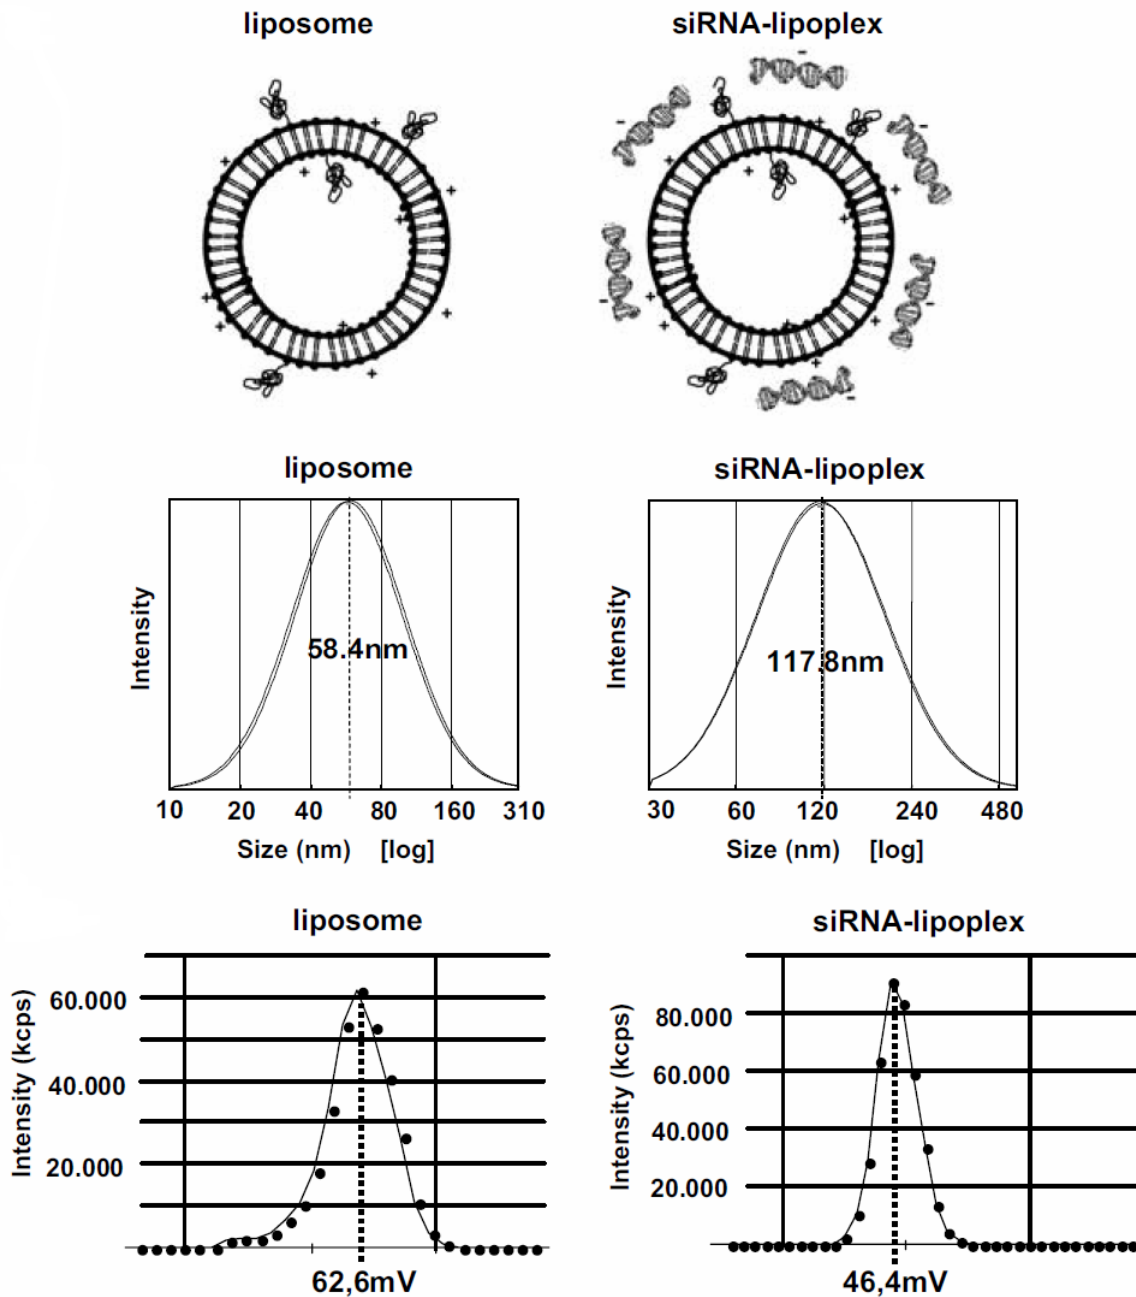 liposome
siRNA-lipoplex
+ + + + + + + + + +
- + + + + + + + + + - - - - -
liposome
siRNA-lipoplex
Intensity
58.4nm
10 20 40 80 160 310
Size (nm) [log]
Intensity
117.8nm
30 60 120 240 480
Size (nm) [log]
liposome
siRNA-lipoplex
Intensity (kcps)
60.000
40.000
20.000
62,6mV
Intensity (kcps)
80.000
60.000
40.000
20.000
46,4mV